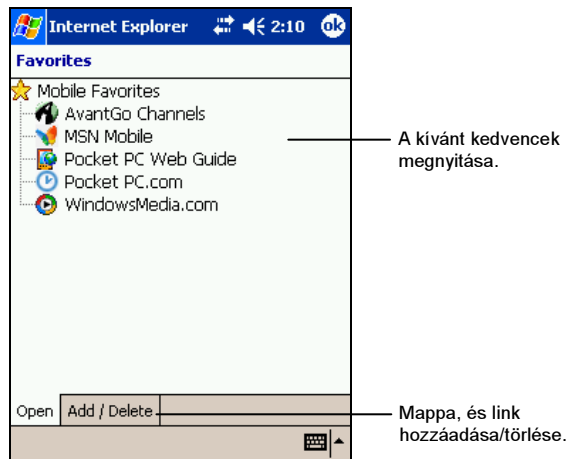 Internet Explorer 2:10 ok
Favorites
Mobile Favorites
AvantGo Channels
MSN Mobile
Pocket PC Web Guide
Pocket PC.com
WindowsMedia.com
A kívánt kedvencek
megnyitása.
Open Add / Delete
Mappa, és link
hozzáadása/törlése.